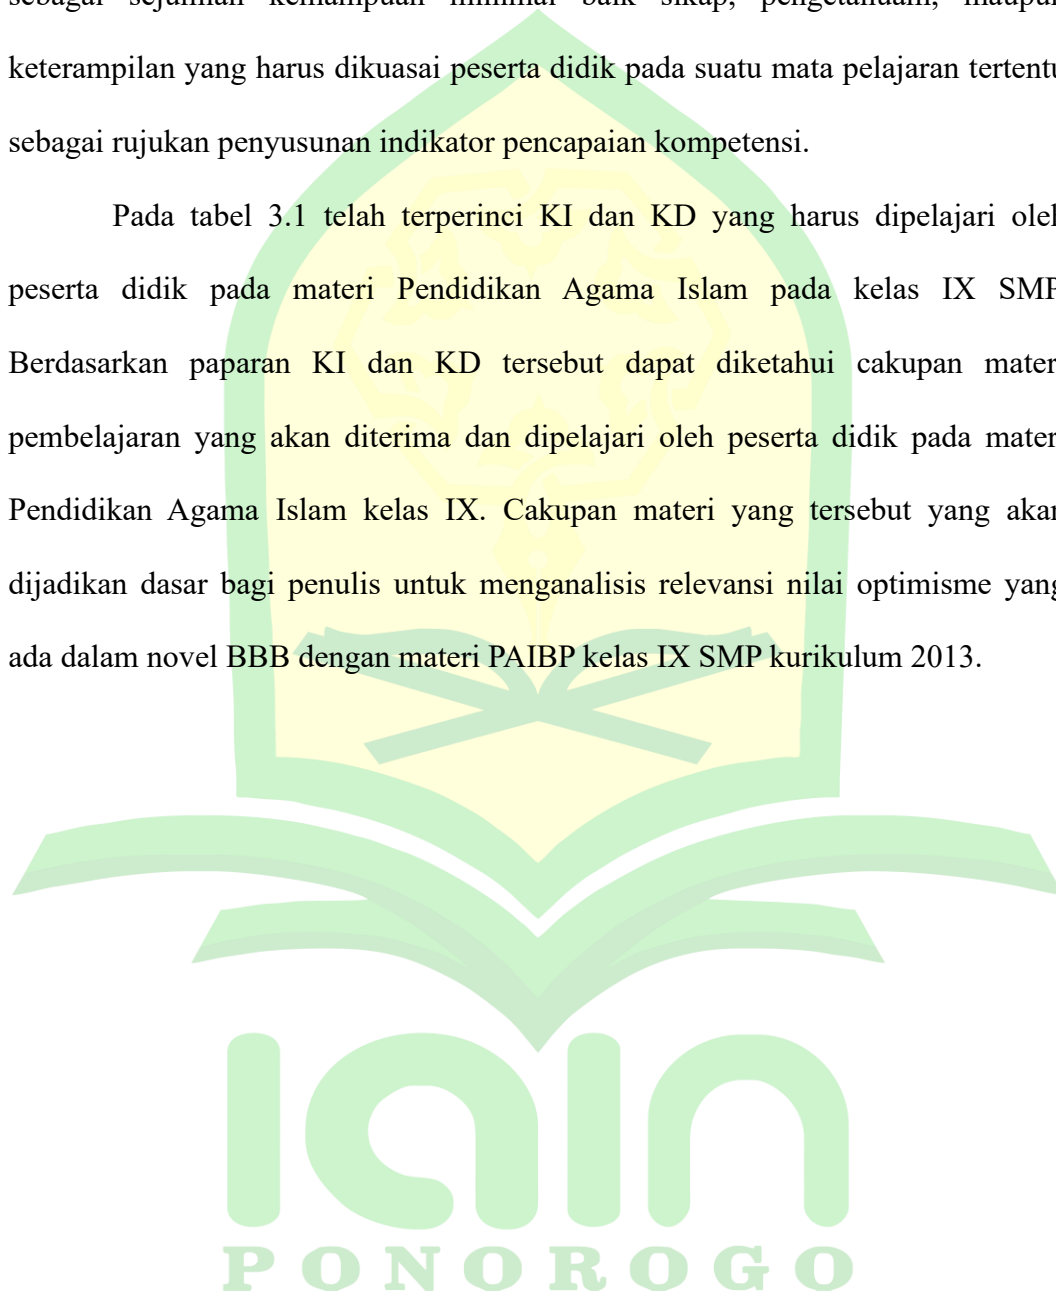 sebagai sejumlah kemampuan minimal baik sikap, pengetahuam, maupun
keterampilan yang harus dikuasai peserta didik pada suatu mata pelajaran tertentu
sebagai rujukan penyusunan indikator pencapaian kompetensi.
Pada tabel 3.1 telah terperinci KI dan KD yang harus dipelajari oleh
peserta didik pada materi Pendidikan Agama Islam pada kelas IX SMP
Berdasarkan paparan KI dan KD tersebut dapat diketahui cakupan materi
pembelajaran yang akan diterima dan dipelajari oleh peserta didik pada materi
Pendidikan Agama Islam kelas IX. Cakupan materi yang tersebut yang akan
dijadikan dasar bagi penulis untuk menganalisis relevansi nilai optimisme yang
ada dalam novel BBB dengan materi PAIBP kelas IX SMP kurikulum 2013.
iain
PONOROGO